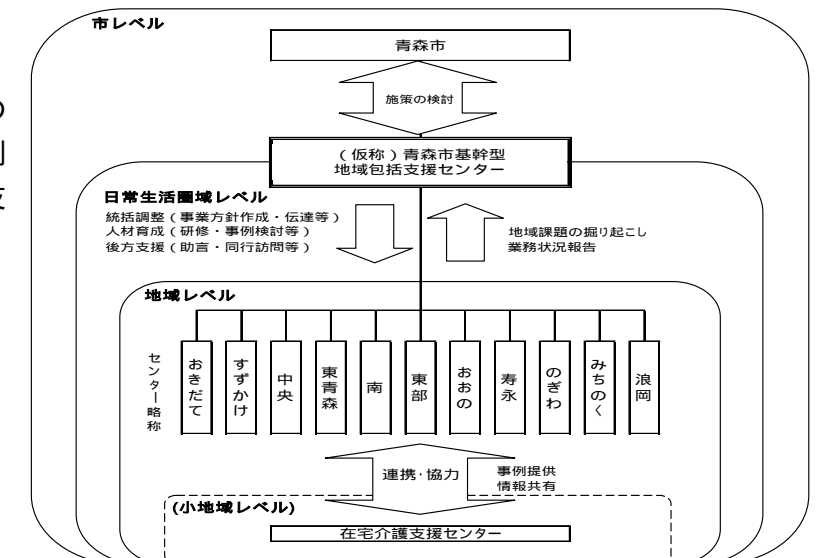 市レベル
青森市
施策の検討
(仮称)青森市基幹型
地域包括支援センター
日常生活圏域レベル
統括調整(事業方針作成・伝達等)
人材育成(研修・事例検討等)
後方支援(助言・同行訪問等)
地域課題の掘り起こし
業務状況報告
地域レベル
センター略称
おきだて
すずかけ
中央
東青森
南
東部
おおの
寿永
のぎわ
みちのく
浪岡
連携・協力
事例提供
情報共有
(小地域レベル)
在宅介護支援センター